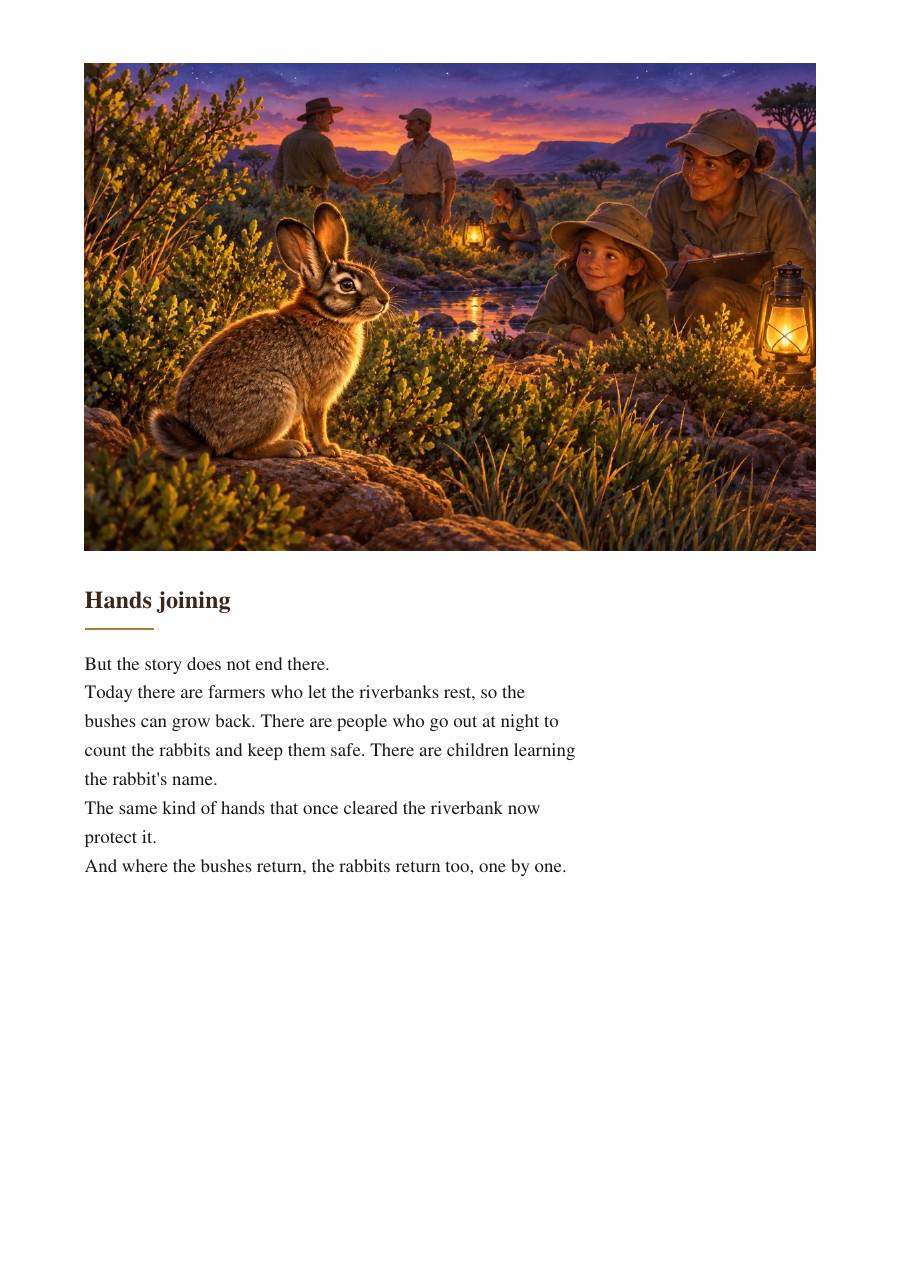 Hands joining
But the story does not end there.
Today there are farmers who let the riverbanks rest, so the
bushes can grow back. There are people who go out at night to
count the rabbits and keep them safe. There are children learning
the rabbit's name.
The same kind of hands that once cleared the riverbank now
protect it.
And where the bushes return, the rabbits return too, one by one.